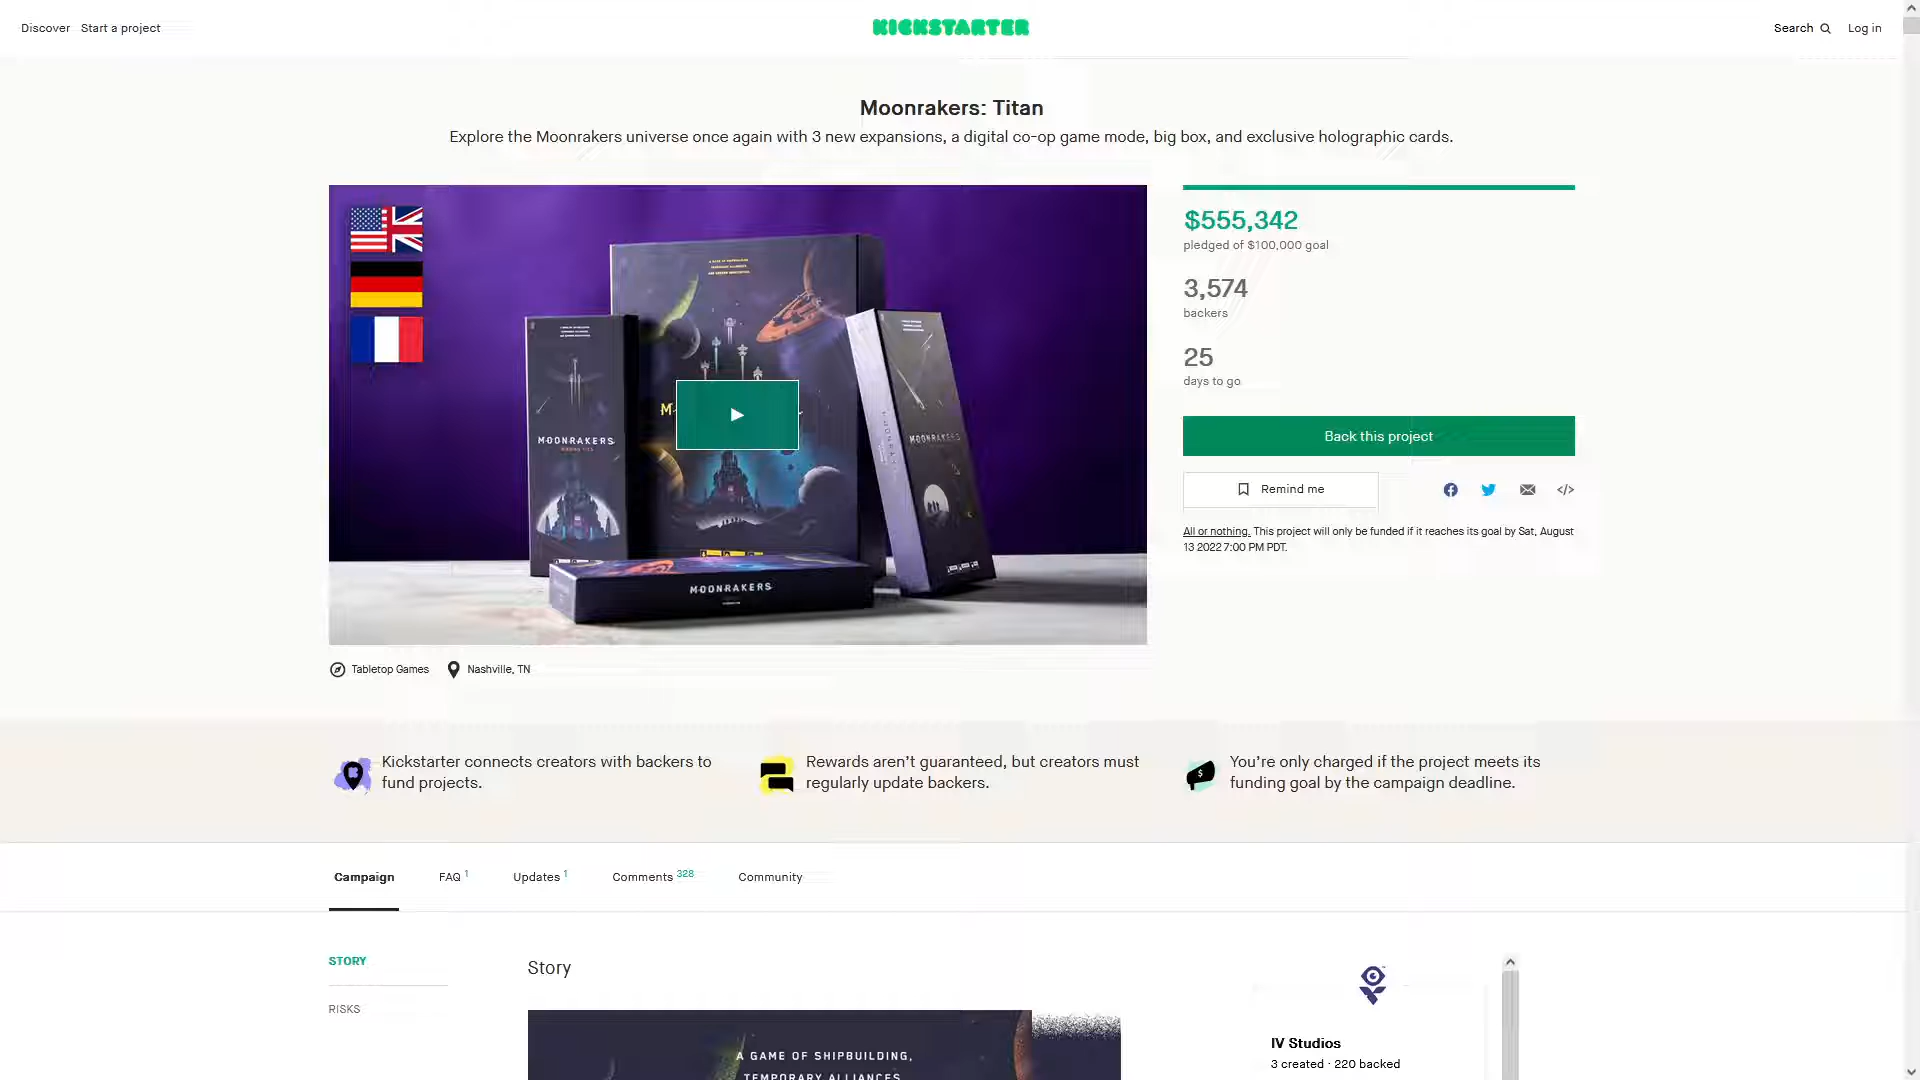 Discover Start a project KICKSTARTER Search Log in
Moonrakers: Titan
Explore the Moonrakers universe once again with 3 new expansions, a digital co-op game mode, big box, and exclusive holographic cards.
$555,342
pledged of $100,000 goal
3,574
backers
25
days to go
Back this project
Remind me
All or nothing. This project will only be funded if it reaches its goal by Sat, August
13 2022 7:00 PM PDT.
MOONRAKERS
MOONRAKERS
MOONRAKERS
Tabletop Games Nashville, TN
Kickstarter connects creators with backers to
fund projects.
Rewards aren't guaranteed, but creators must
regularly update backers.
You're only charged if the project meets its
funding goal by the campaign deadline.
Campaign FAQ 1 Updates 1 Comments 328 Community
STORY
RISKS
Story
A GAME OF SHIPBUILDING,
TEMPORARY ALLIANCES,
IV Studios
3 created · 220 backed